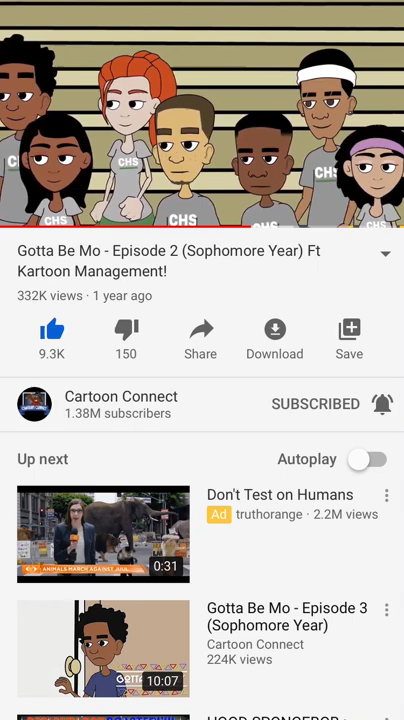 CHS
CHS
CHS
CHS
Gotta Be Mo - Episode 2 (Sophomore Year) Ft
Kartoon Management!
332K views · 1 year ago
9.3K
150
Share
Download
Save
Cartoon Connect
1.38M subscribers
SUBSCRIBED
Up next
Autoplay
Don't Test on Humans
Ad truthorange · 2.2M views
ANIMALS MARCH AGAINST
0:31
Gotta Be Mo - Episode 3
(Sophomore Year)
Cartoon Connect
224K views
10:07